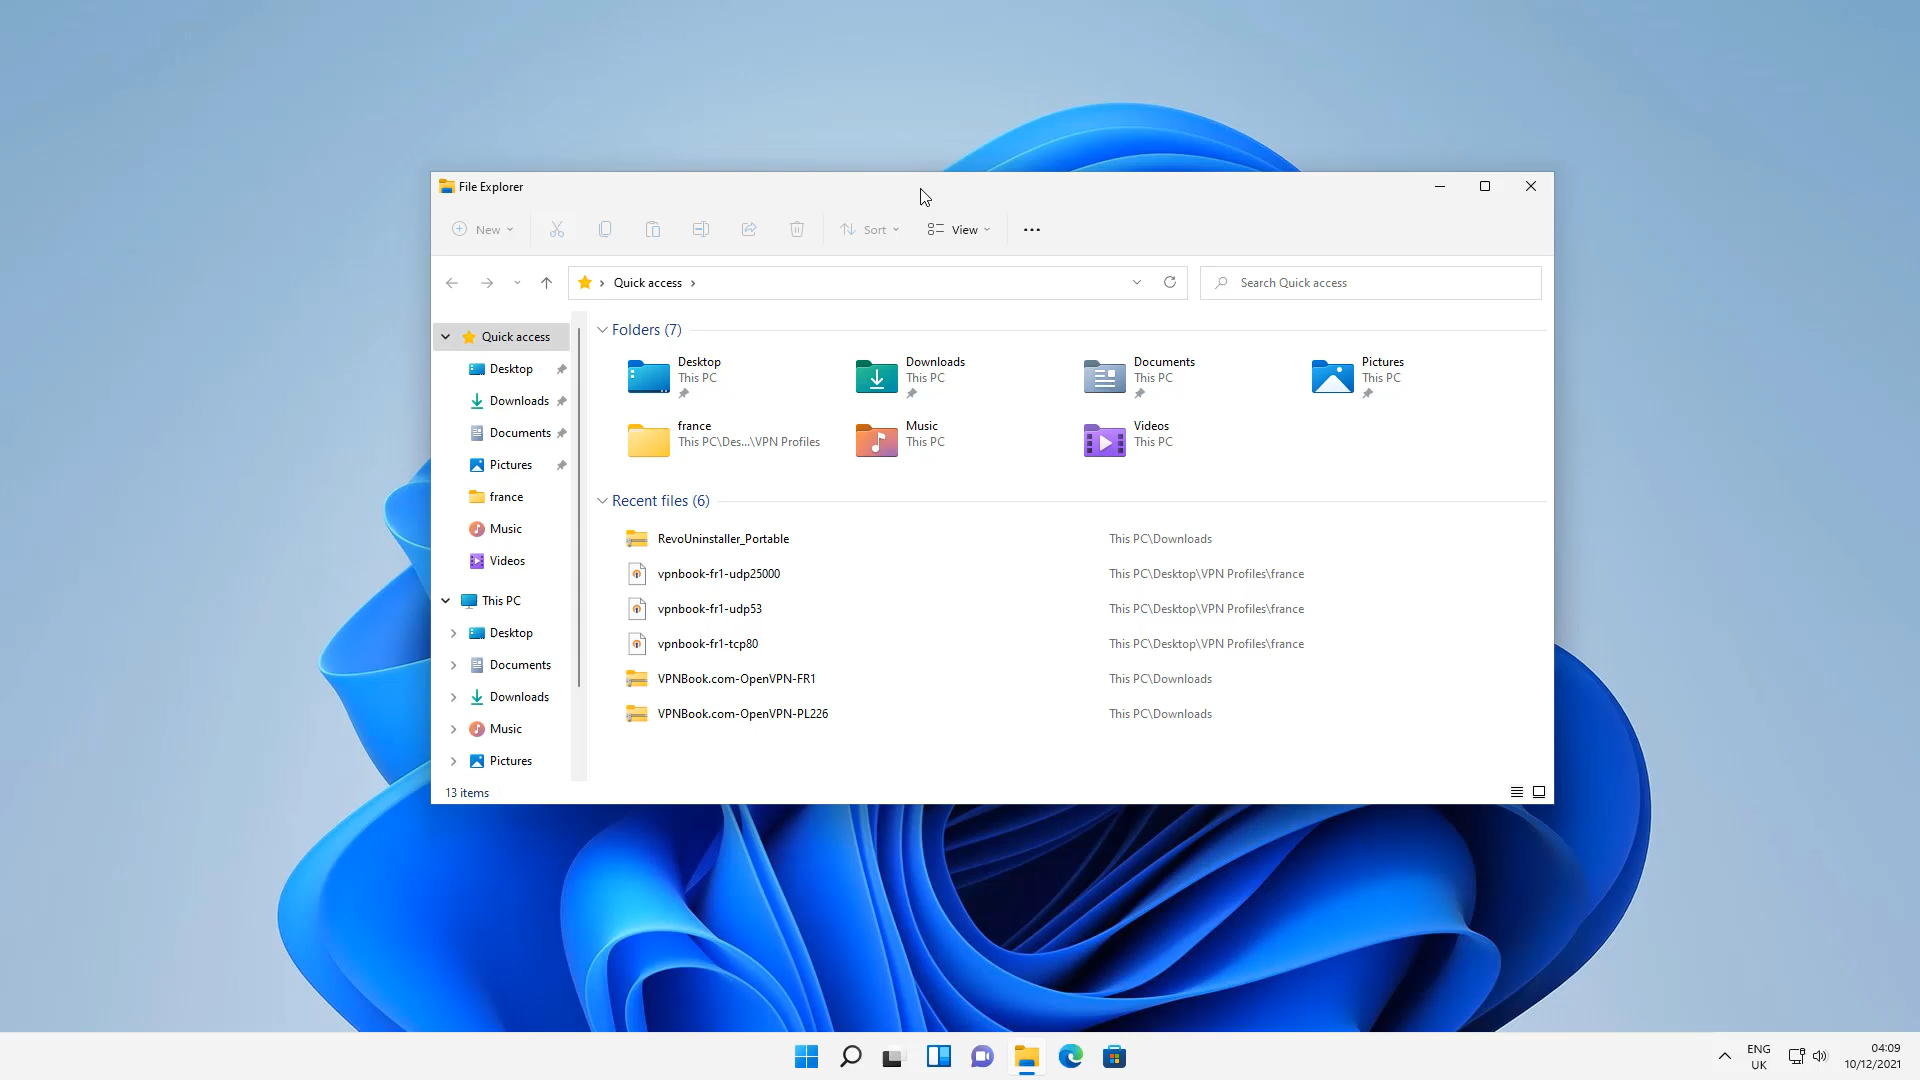 File Explorer
New
Sort
View
Quick access
Search Quick access
Quick access
Desktop
Downloads
Documents
Pictures
france
Music
Videos
This PC
Desktop
Documents
Downloads
Music
Pictures
Folders (7)
Desktop
This PC
Downloads
This PC
Documents
This PC
Pictures
This PC
france
This PC\Des...\VPN Profiles
Music
This PC
Videos
This PC
Recent files (6)
RevoUninstaller_Portable This PC\Downloads
vpnbook-fr1-udp25000 This PC\Desktop\VPN Profiles\france
vpnbook-fr1-udp53 This PC\Desktop\VPN Profiles\france
vpnbook-fr1-tcp80 This PC\Desktop\VPN Profiles\france
VPNBook.com-OpenVPN-FR1 This PC\Downloads
VPNBook.com-OpenVPN-PL226 This PC\Downloads
13 items
ENG
UK
04:09
10/12/2021